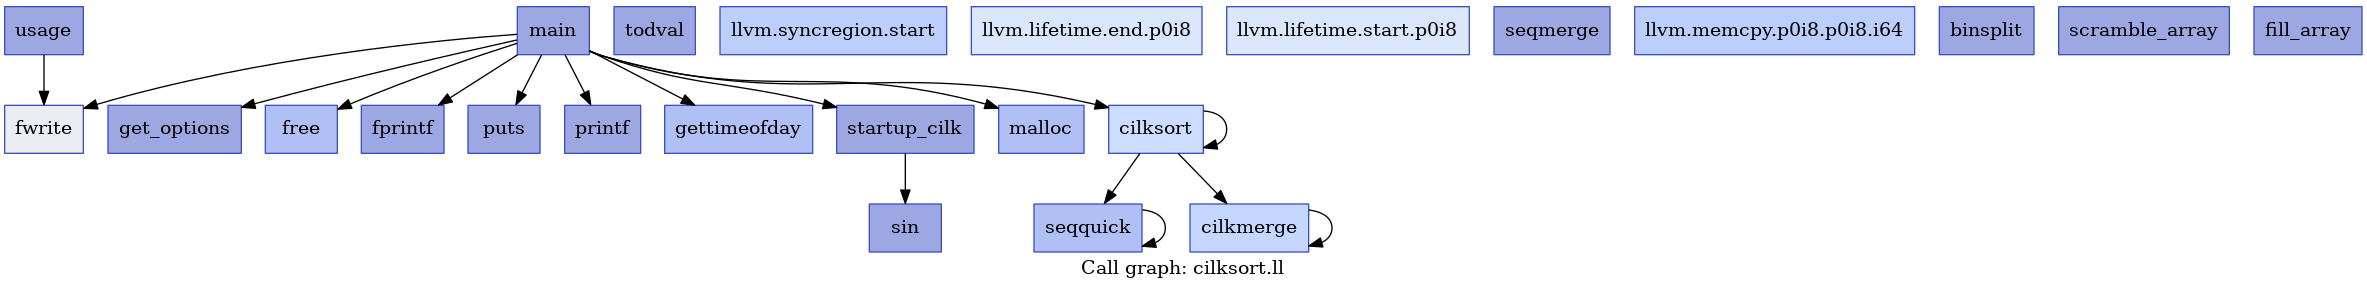 usage
main
todval
llvm.syncregion.start
llvm.lifetime.end.p0i8
llvm.lifetime.start.p0i8
seqmerge
llvm.memcpy.p0i8.p0i8.i64
binsplit
scramble_array
fill_array
fwrite
get_options
free
fprintf
puts
printf
gettimeofday
startup_cilk
malloc
cilksort
sin
seqquick
cilkmerge
Call graph: cilksort.ll